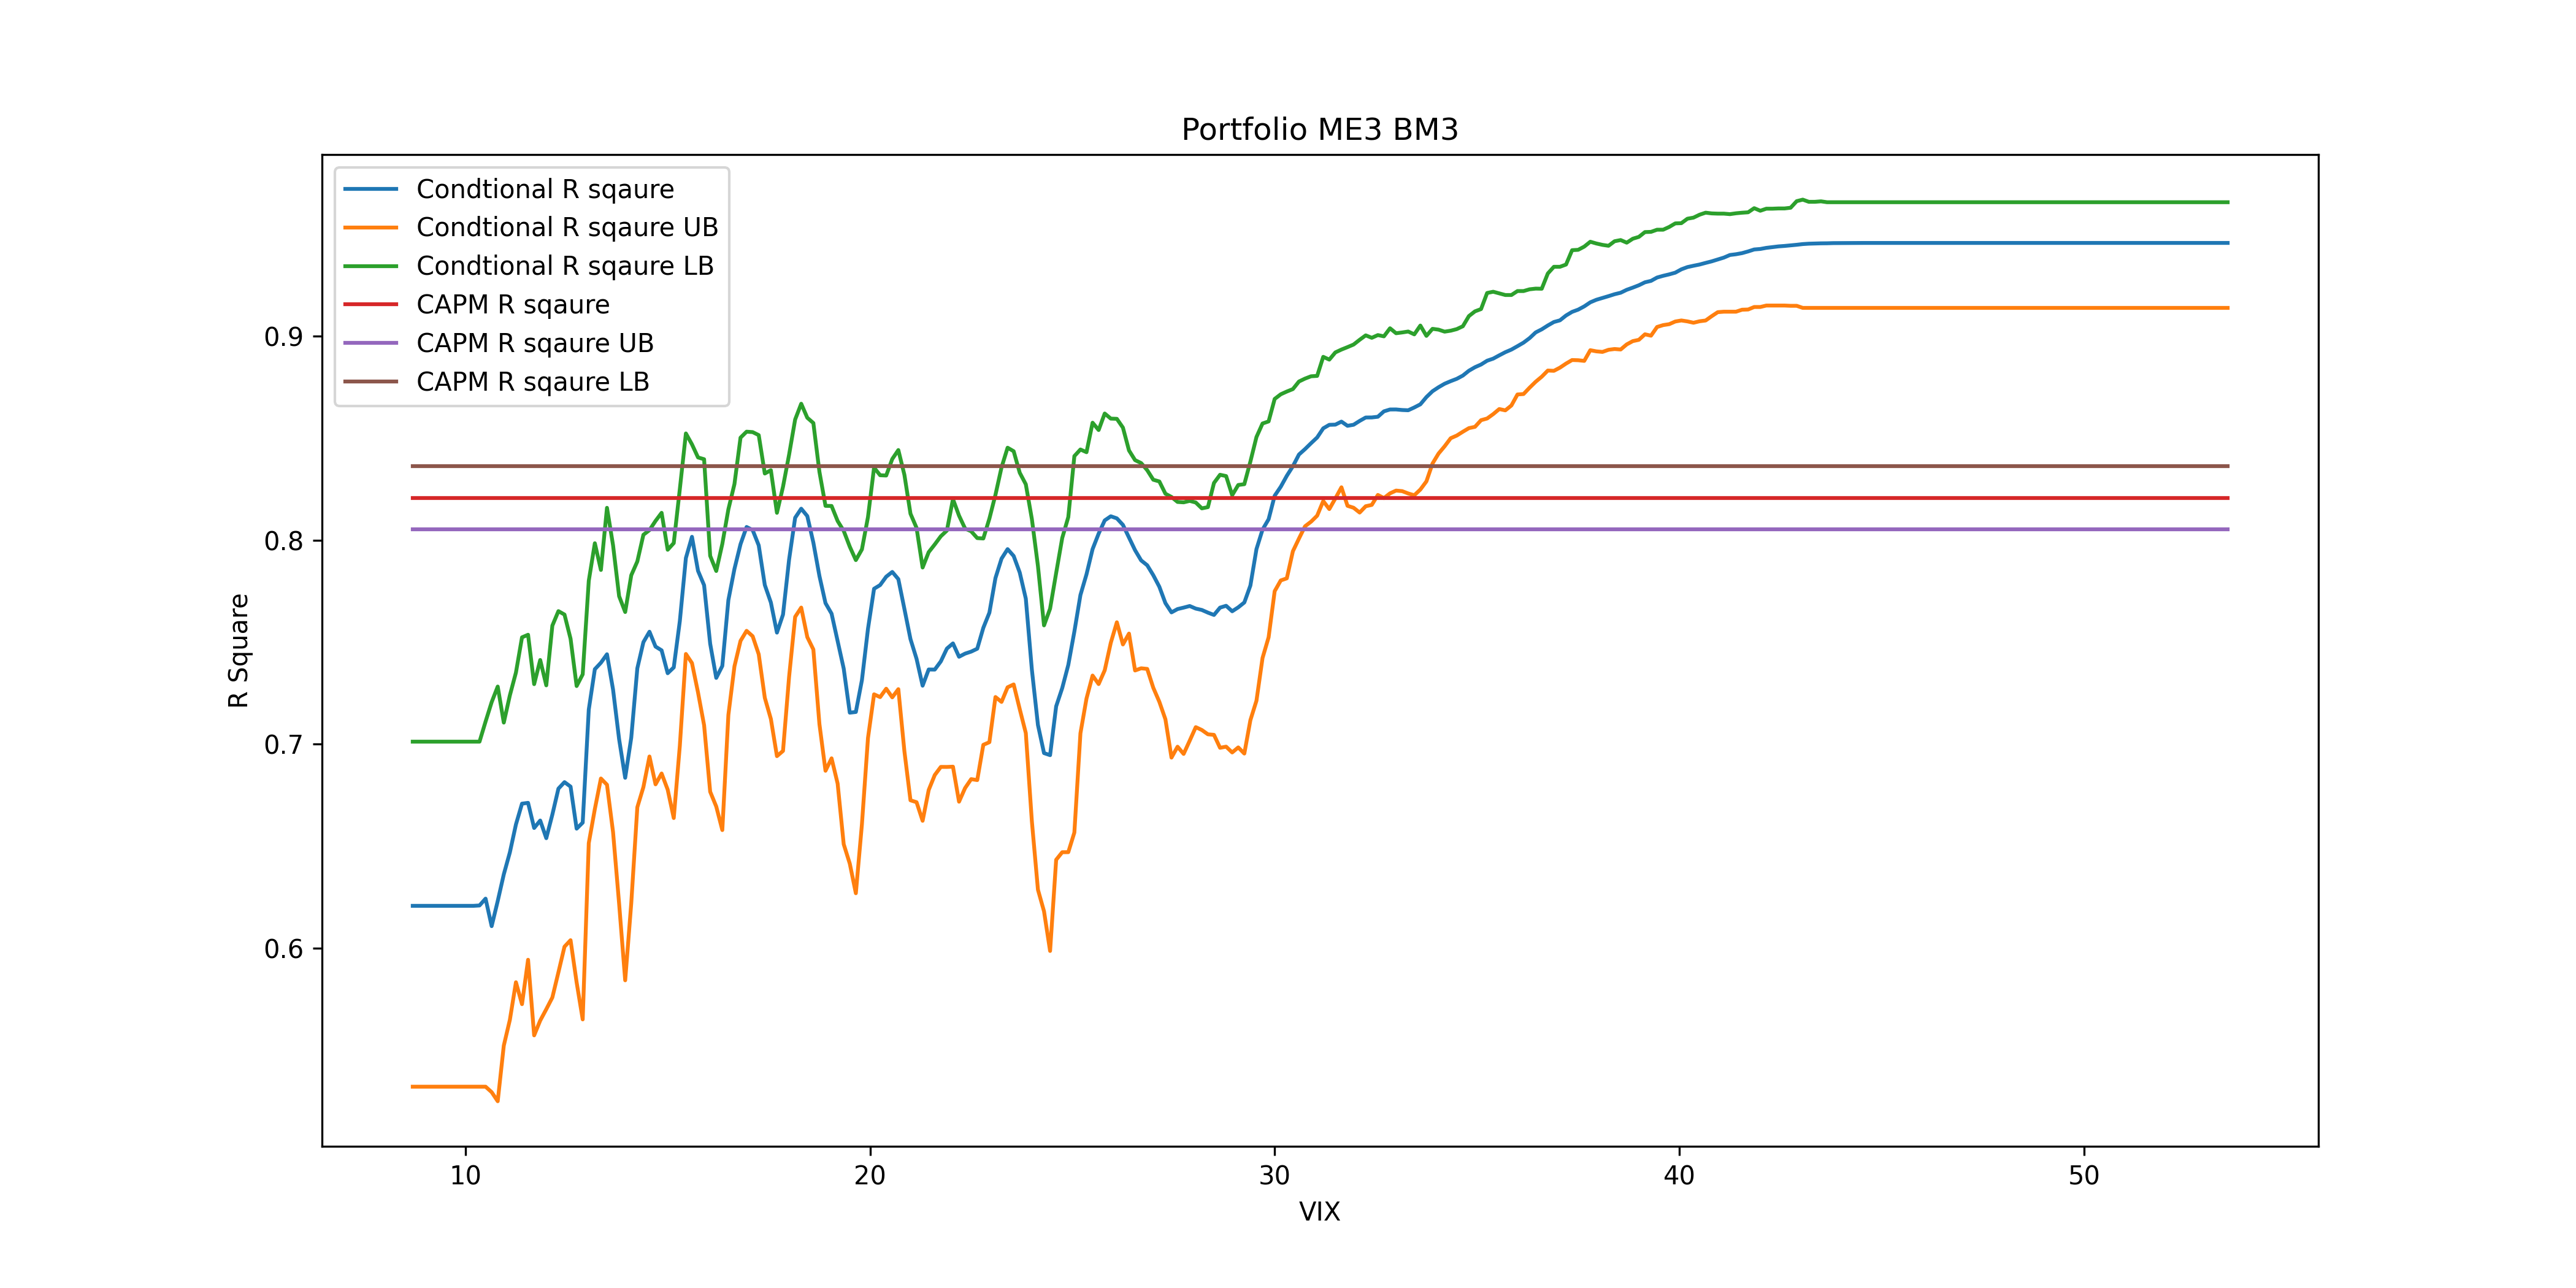 Portfolio ME3 BM3
Condtional R sqaure
Condtional R sqaure UB
Condtional R sqaure LB
CAPM R sqaure
CAPM R sqaure UB
CAPM R sqaure LB
0.9
0.8
0.7
0.6
R Square
10 20 30 40 50
VIX